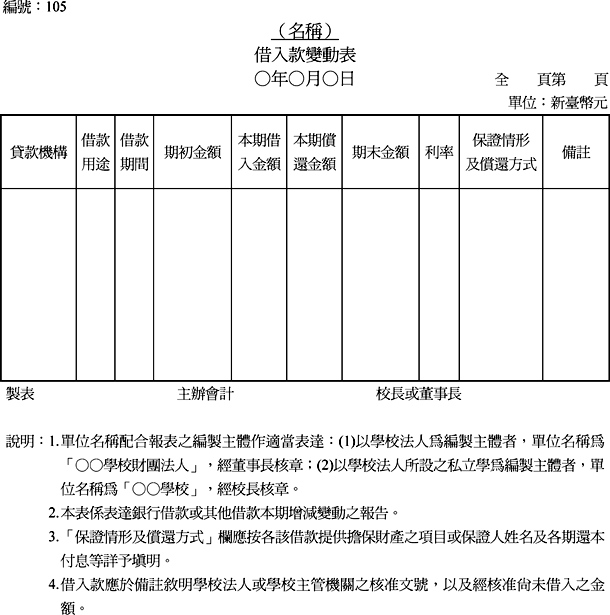 編號：105
（名稱）
借入款變動表
○年○月○日
全　　頁第　　頁
單位：新臺幣元
貸款機構
借款
用途
借款
期間
期初金額
本期借
入金額
本期償
還金額
期末金額
利率
保證情形
及償還方式
備註
製表　　主辦會計　　校長或董事長
說明：1.單位名稱配合報表之編製主體作適當表達：(1)以學校法人為編製主體者，單位名稱為
「○○學校財團法人」，經董事長核章；(2)以學校法人所設之私立學為編製主體者，單
位名稱為「○○學校」，經校長核章。
2.本表係表達銀行借款或其他借款本期增減變動之報告。
3.「保證情形及償還方式」欄應按各該借款提供擔保財產之項目或保證人姓名及各期還本
付息等詳予填明。
4.借入款應於備註敘明學校法人或學校主管機關之核准文號，以及經核准尚未借入之金
額。